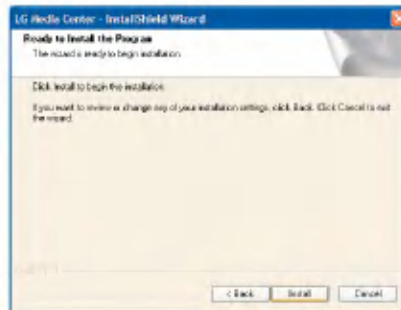 LG Media Center - InstallShield Wizard
Ready to Install the Program
The wizard is ready to begin installation.
Click Install to begin the installation.
If you want to review or change any of your installation settings, click Back. Click Cancel to exit
the wizard.
< Back
Install
Cancel